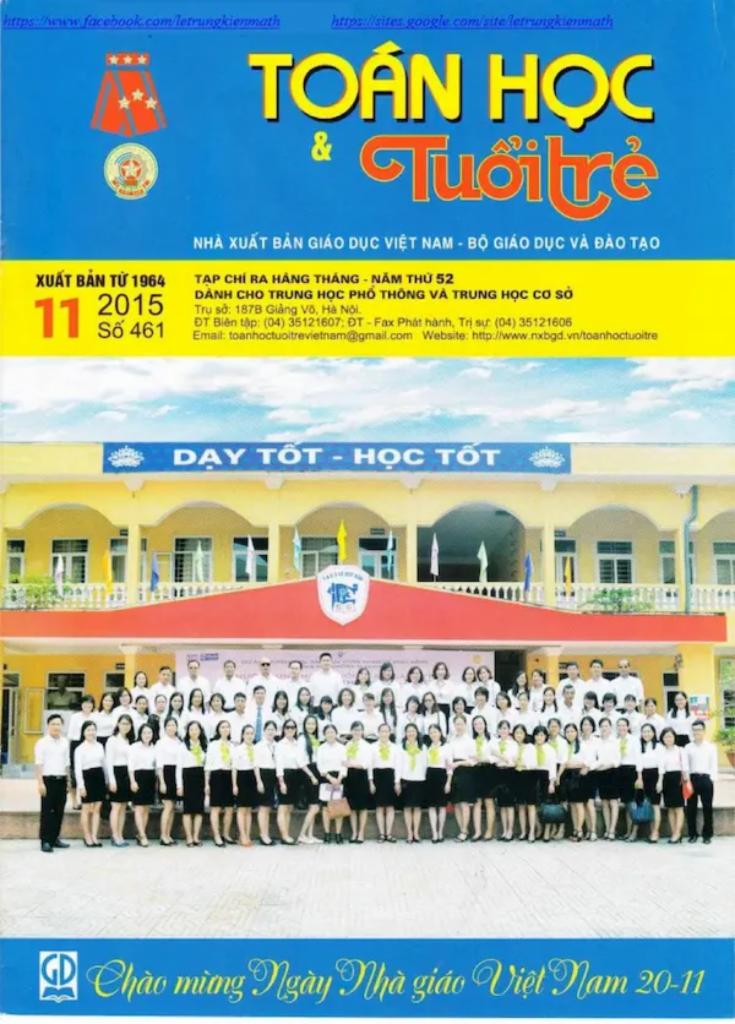 https://www.facebook.com/letrungkienmath https://sites.google.com/site/letrungkienmath
TOÁN HỌC
& Tuổi trẻ
NHÀ XUẤT BẢN GIÁO DỤC VIỆT NAM - BỘ GIÁO DỤC VÀ ĐÀO TẠO
XUẤT BẢN TỪ 1964
11 2015
Số 461
TẠP CHÍ RA HÀNG THÁNG - NĂM THỨ 52
DÀNH CHO TRUNG HỌC PHỔ THÔNG VÀ TRUNG HỌC CƠ SỞ
Trụ sở: 187B Giảng Võ, Hà Nội.
ĐT Biên tập: (04) 35121607; ĐT - Fax Phát hành, Trị sự: (04) 35121606
Email: toanhoctuoitrevietnam@gmail.com Website: http://www.nxbgd.vn/toanhoctuoitre
DẠY TỐT - HỌC TỐT
GD Chào mừng Ngày Nhà giáo Việt Nam 20-11